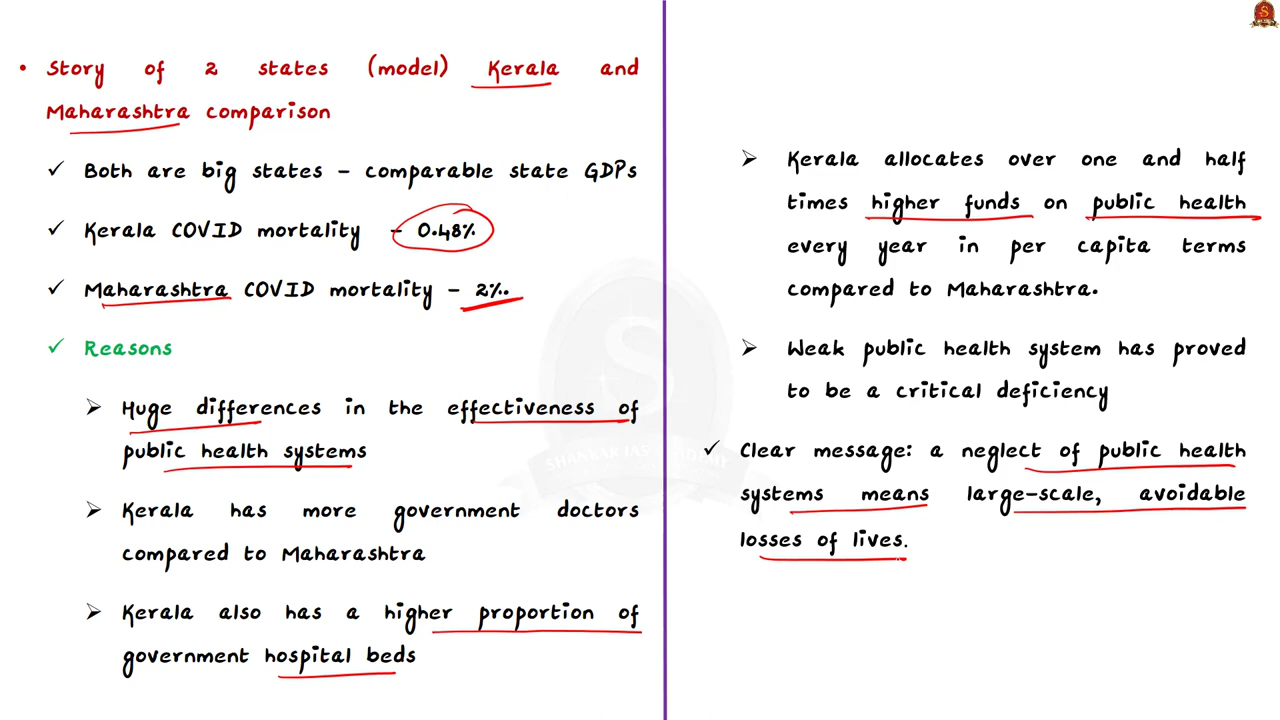 • Story of 2 states (model) Kerala and
Maharashtra comparison
✓ Both are big states – comparable state GDPs
✓ Kerala COVID mortality – 0.48%
✓ Maharashtra COVID mortality – 2%.
✓ Reasons
➢ Huge differences in the effectiveness of
public health systems
➢ Kerala has more government doctors
compared to Maharashtra
➢ Kerala also has a higher proportion of
government hospital beds
➢ Kerala allocates over one and half
times higher funds on public health
every year in per capita terms
compared to Maharashtra.
➢ Weak public health system has proved
to be a critical deficiency
✓ Clear message: a neglect of public health
systems means large-scale, avoidable
losses of lives.
SHANKAR IAS ACADEMY